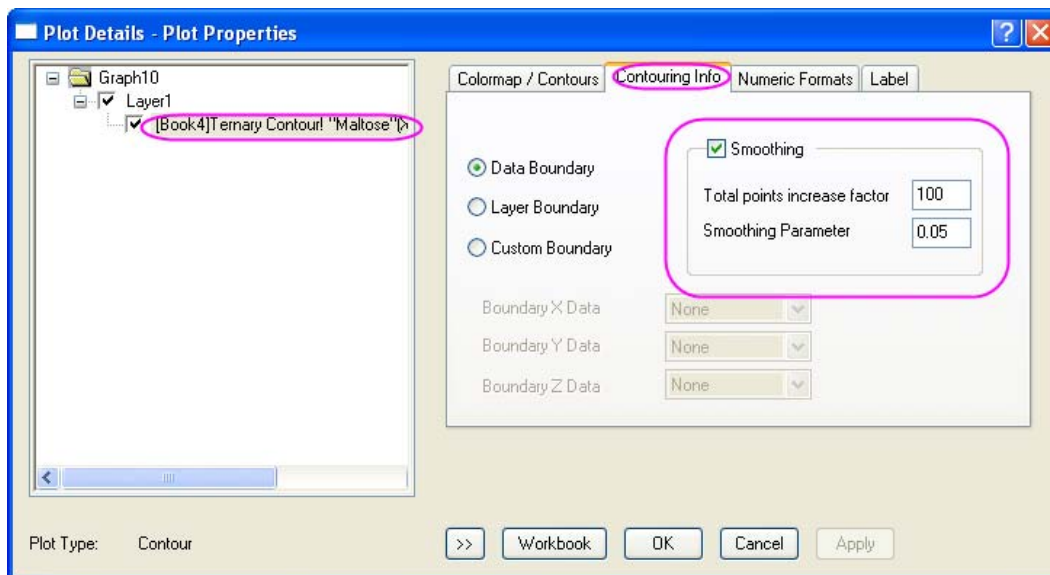 Plot Details - Plot Properties
Graph10
Layer1
[Book4]Ternary Contour! "Maltose"(
Colormap / Contours
Contouring Info
Numeric Formats
Label
Data Boundary
Layer Boundary
Custom Boundary
Smoothing
Total points increase factor 100
Smoothing Parameter 0.05
Boundary X Data None
Boundary Y Data None
Boundary Z Data None
Plot Type: Contour
>> Workbook OK Cancel Apply